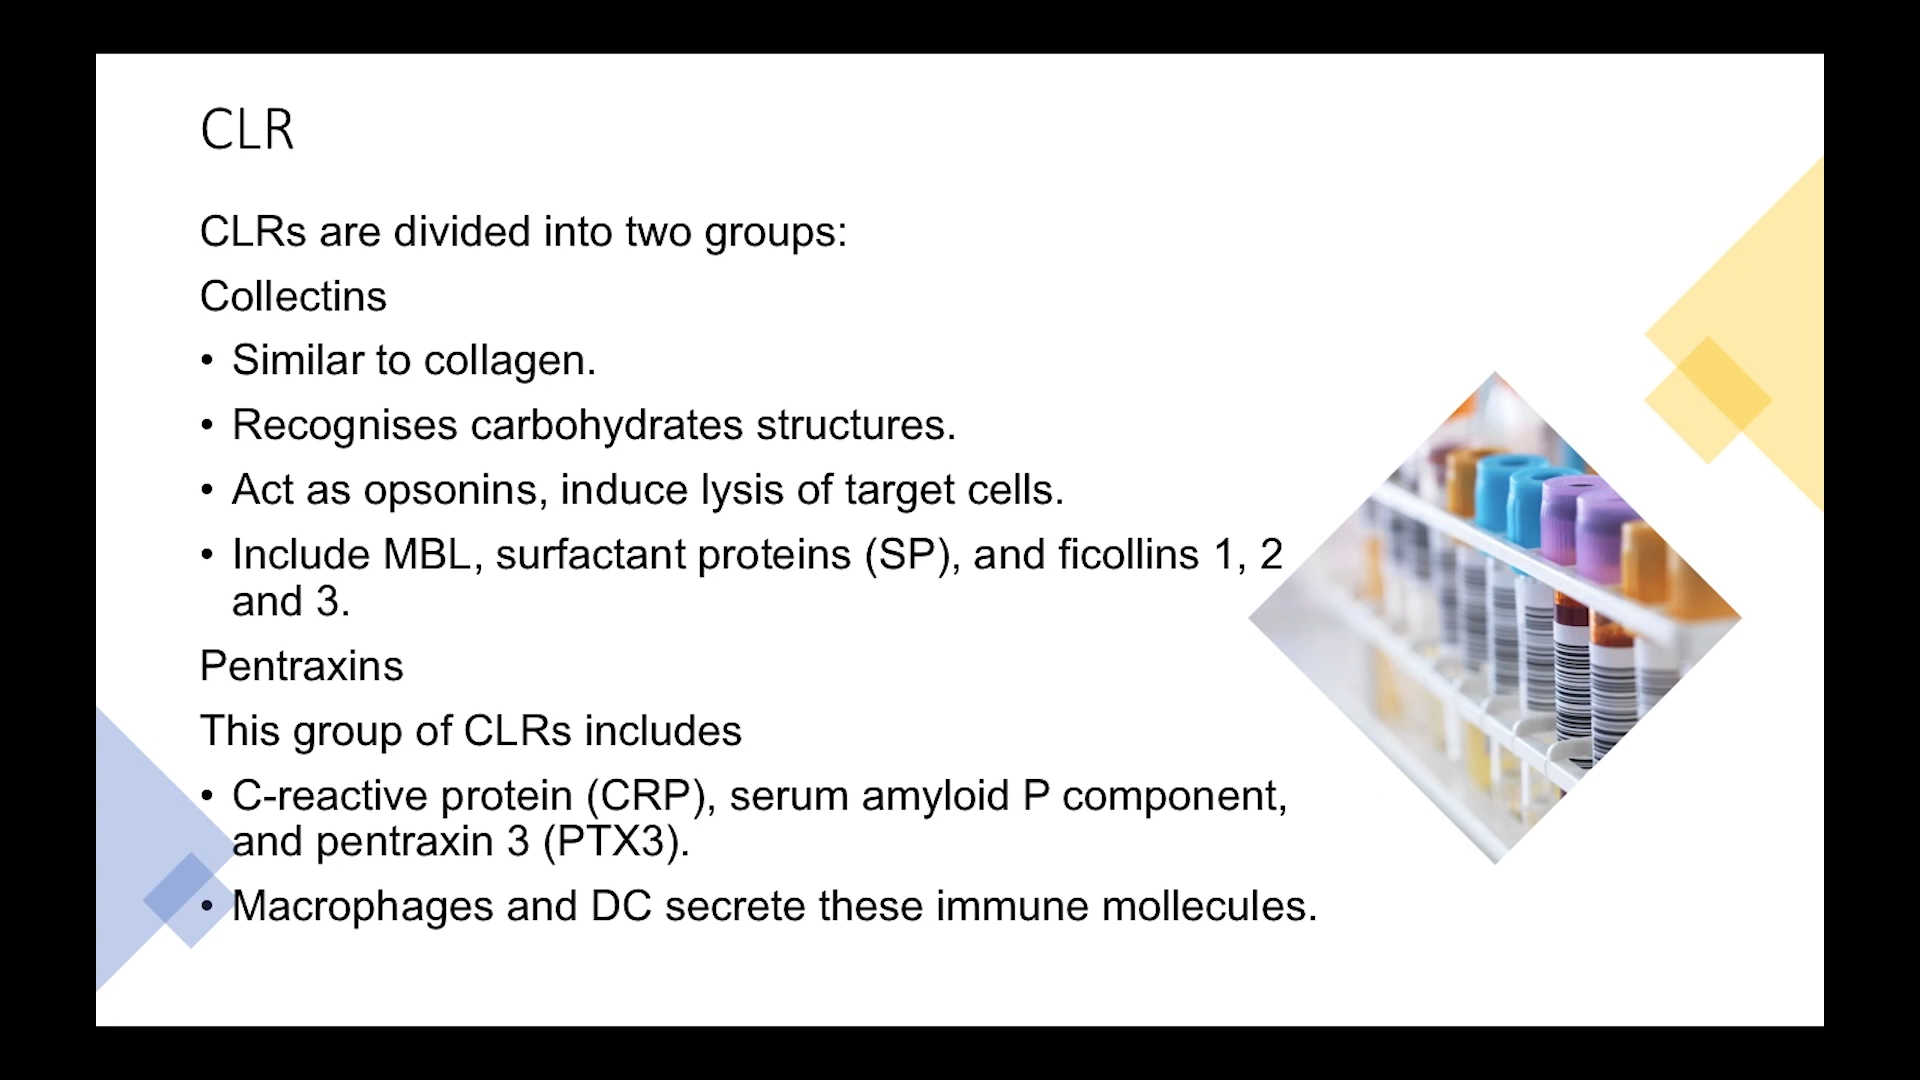 CLR
CLRs are divided into two groups:
Collectins
• Similar to collagen.
• Recognises carbohydrates structures.
• Act as opsonins, induce lysis of target cells.
• Include MBL, surfactant proteins (SP), and ficollins 1, 2
and 3.
Pentraxins
This group of CLRs includes
• C-reactive protein (CRP), serum amyloid P component,
and pentraxin 3 (PTX3).
• Macrophages and DC secrete these immune mollecules.